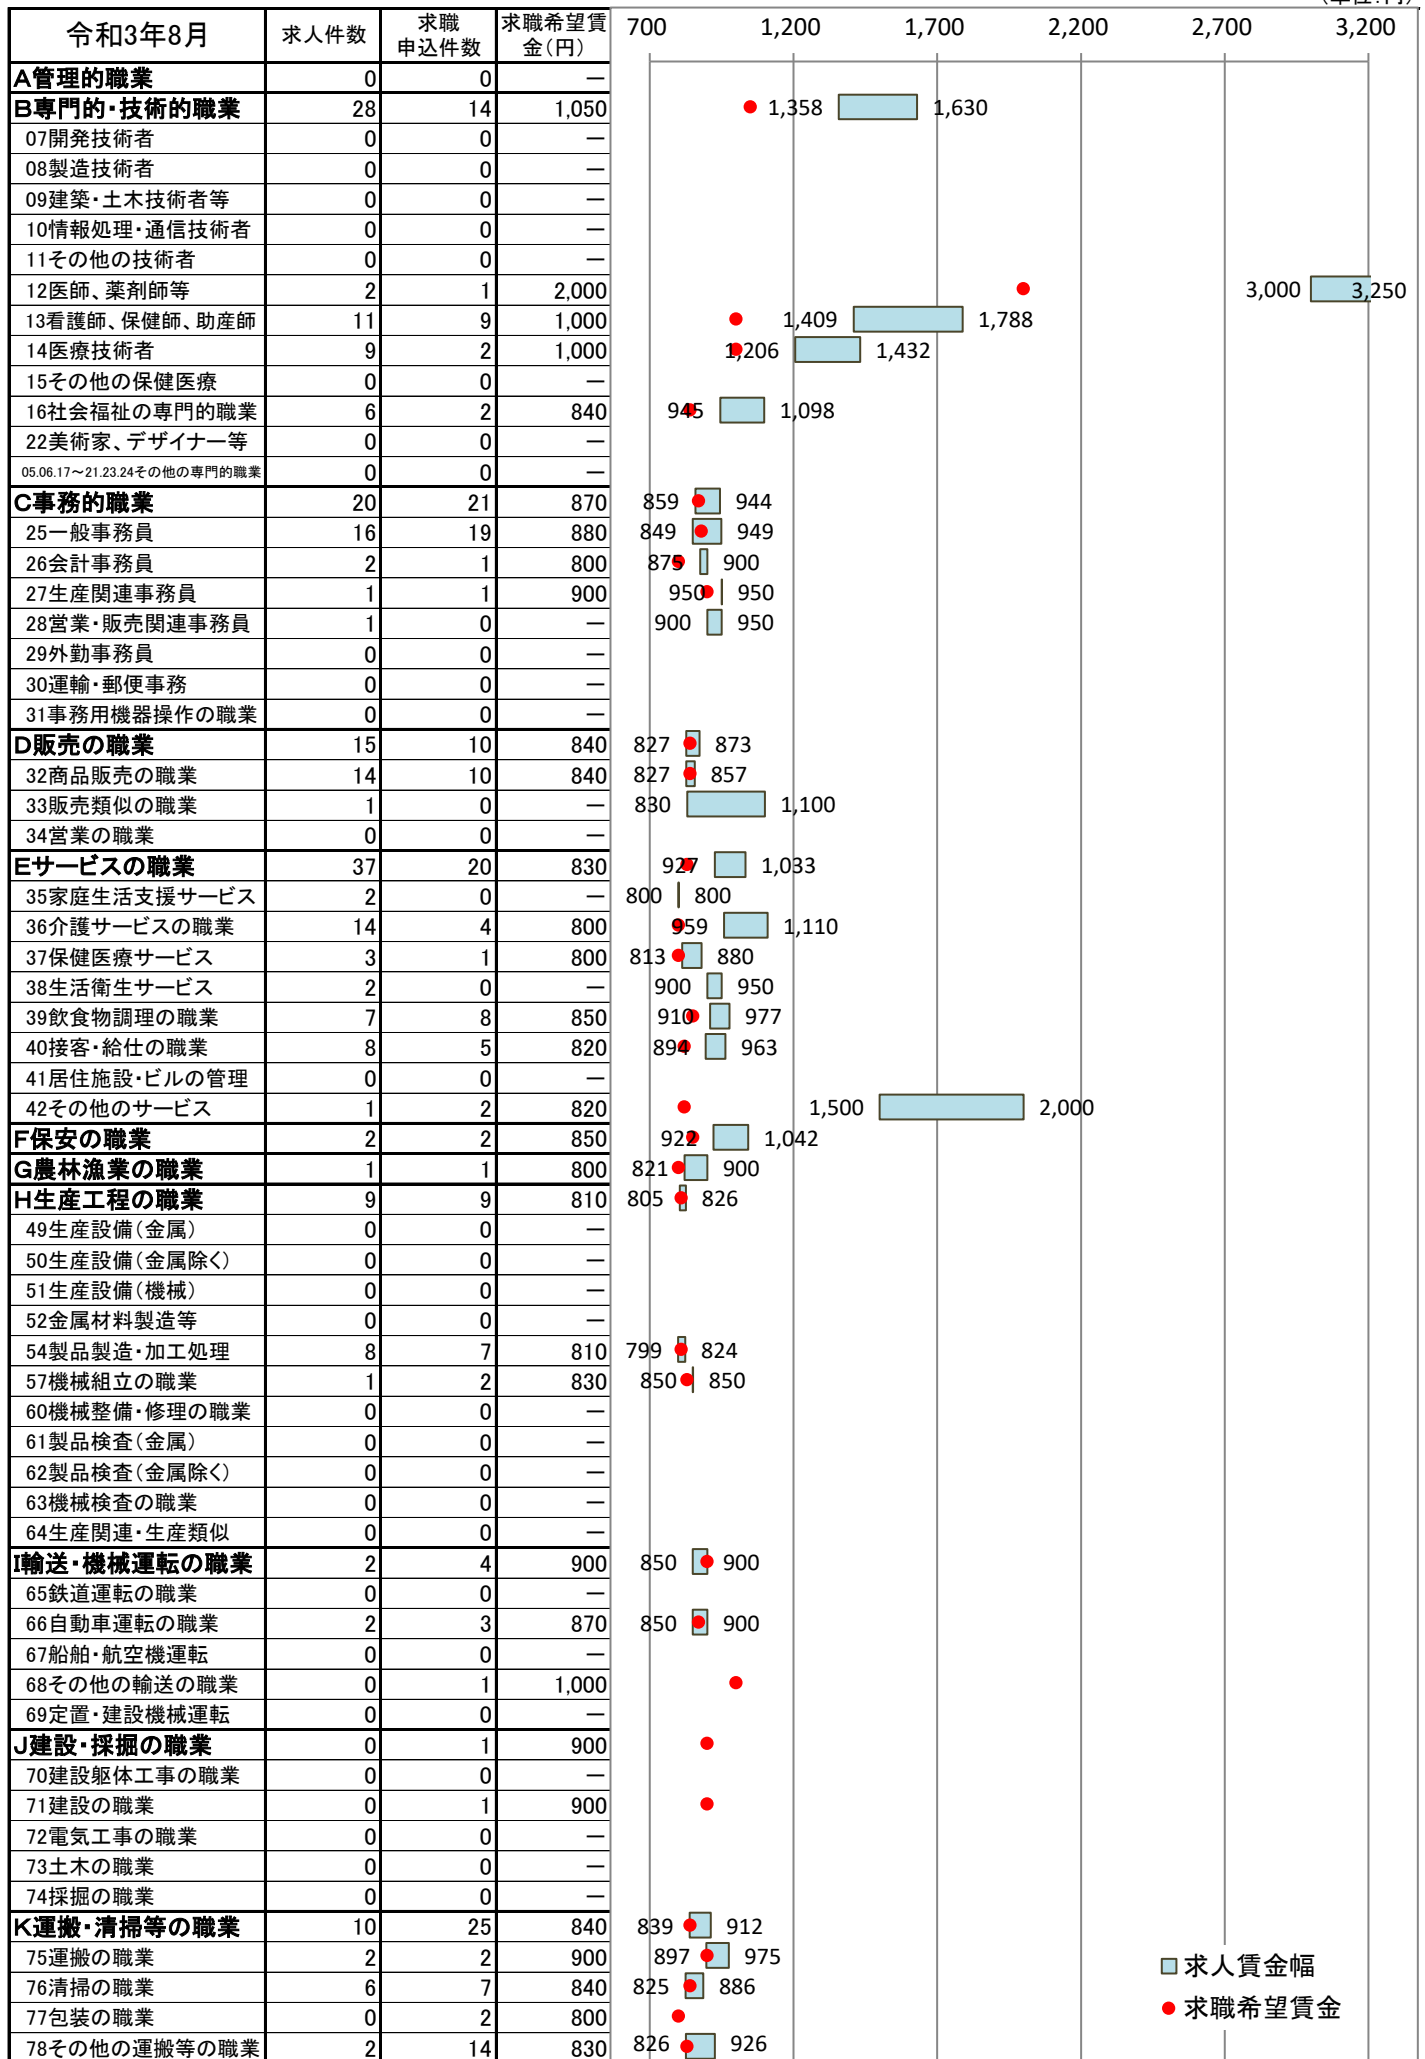 令和3年8月 求人件数 求職申込件数 求職希望賃金(円) 700 1,200 1,700 2,200 2,700 3,200
A管理的職業 0 0 －
B専門的・技術的職業 28 14 1,050 1,358 1,630
07開発技術者 0 0 －
08製造技術者 0 0 －
09建築・土木技術者等 0 0 －
10情報処理・通信技術者 0 0 －
11その他の技術者 0 0 －
12医師、薬剤師等 2 1 2,000 3,000 3,250
13看護師、保健師、助産師 11 9 1,000 1,409 1,788
14医療技術者 9 2 1,000 1,206 1,432
15その他の保健医療 0 0 －
16社会福祉の専門的職業 6 2 840 945 1,098
22美術家、デザイナー等 0 0 －
05.06.17～21.23.24その他の専門的職業 0 0 －
C事務的職業 20 21 870 859 944
25一般事務員 16 19 880 849 949
26会計事務員 2 1 800 875 900
27生産関連事務員 1 1 900 950 950
28営業・販売関連事務員 1 0 － 900 950
29外勤事務員 0 0 －
30運輸・郵便事務 0 0 －
31事務用機器操作の職業 0 0 －
D販売の職業 15 10 840 827 873
32商品販売の職業 14 10 840 827 857
33販売類似の職業 1 0 － 830 1,100
34営業の職業 0 0 －
Eサービスの職業 37 20 830 927 1,033
35家庭生活支援サービス 2 0 － 800 800
36介護サービスの職業 14 4 800 959 1,110
37保健医療サービス 3 1 800 813 880
38生活衛生サービス 2 0 － 900 950
39飲食物調理の職業 7 8 850 910 977
40接客・給仕の職業 8 5 820 894 963
41居住施設・ビルの管理 0 0 －
42その他のサービス 1 2 820 1,500 2,000
F保安の職業 2 2 850 922 1,042
G農林漁業の職業 1 1 800 821 900
H生産工程の職業 9 9 810 805 826
49生産設備(金属) 0 0 －
50生産設備(金属除く) 0 0 －
51生産設備(機械) 0 0 －
52金属材料製造等 0 0 －
54製品製造・加工処理 8 7 810 799 824
57機械組立の職業 1 2 830 850 850
60機械整備・修理の職業 0 0 －
61製品検査(金属) 0 0 －
62製品検査(金属除く) 0 0 －
63機械検査の職業 0 0 －
64生産関連・生産類似 0 0 －
I輸送・機械運転の職業 2 4 900 850 900
65鉄道運転の職業 0 0 －
66自動車運転の職業 2 3 870 850 900
67船舶・航空機運転 0 0 －
68その他の輸送の職業 0 1 1,000
69定置・建設機械運転 0 0 －
J建設・採掘の職業 0 1 900
70建設躯体工事の職業 0 0 －
71建設の職業 0 1 900
72電気工事の職業 0 0 －
73土木の職業 0 0 －
74採掘の職業 0 0 －
K運搬・清掃等の職業 10 25 840 839 912
75運搬の職業 2 2 900 897 975
76清掃の職業 6 7 840 825 886
77包装の職業 0 2 800
78その他の運搬等の職業 2 14 830 826 926
求人賃金幅
求職希望賃金